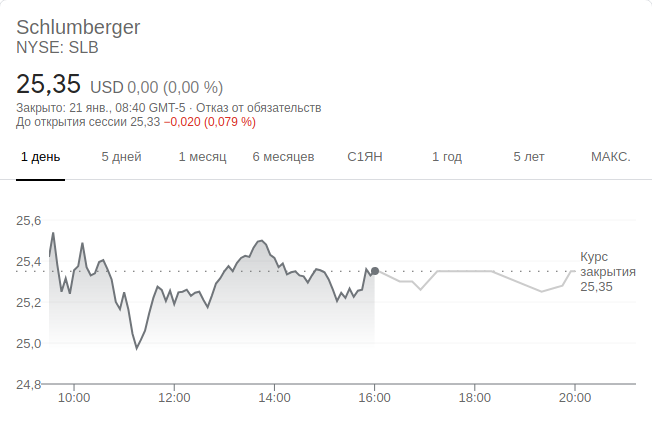 Schlumberger
NYSE: SLB
25,35 USD 0,00 (0,00 %)
Закрыто: 21 янв., 08:40 GMT-5 · Отказ от обязательств
До открытия сессии 25,33 −0,020 (0,079 %)
1 день 5 дней 1 месяц 6 месяцев С1ЯН 1 год 5 лет МАКС.
25,6
25,4
25,2
25,0
24,8
Курс
закрытия
25,35
10:00 12:00 14:00 16:00 18:00 20:00